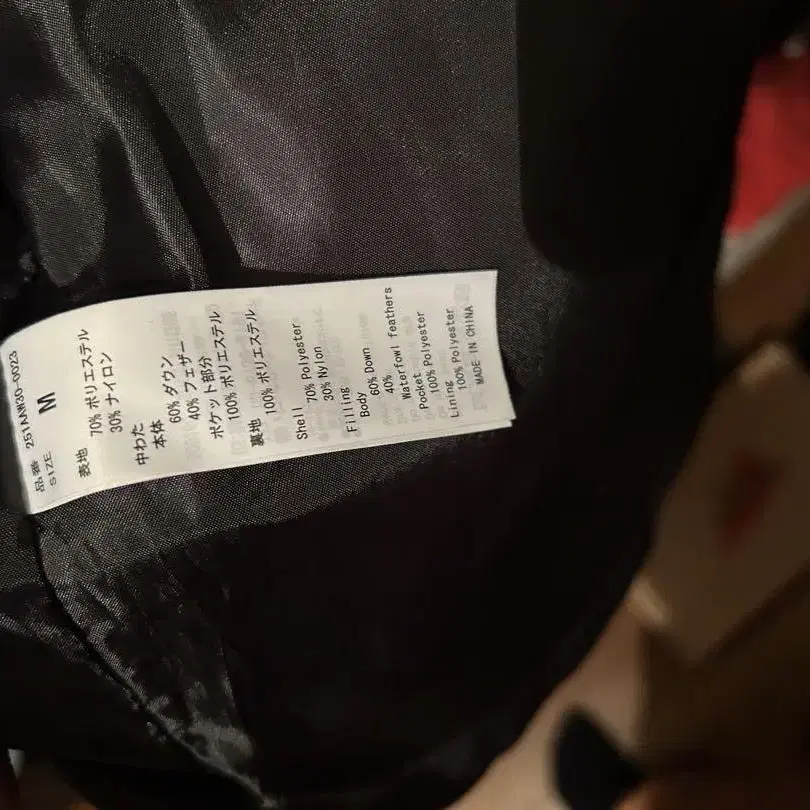 品番 251AAW30-0023
SIZE M
表地
70% ポリエステル
30% ナイロン
中わた
本体
60% ダウン
40% フェザー
ポケット部分
100% ポリエステル
裏地
100% ポリエステル
Shell
70% Polyester
30% Nylon
Filling
Body
60% Down
40%
Waterfowl feathers
Pocket
100% Polyester
Lining
100% Polyester
MADE IN CHINA